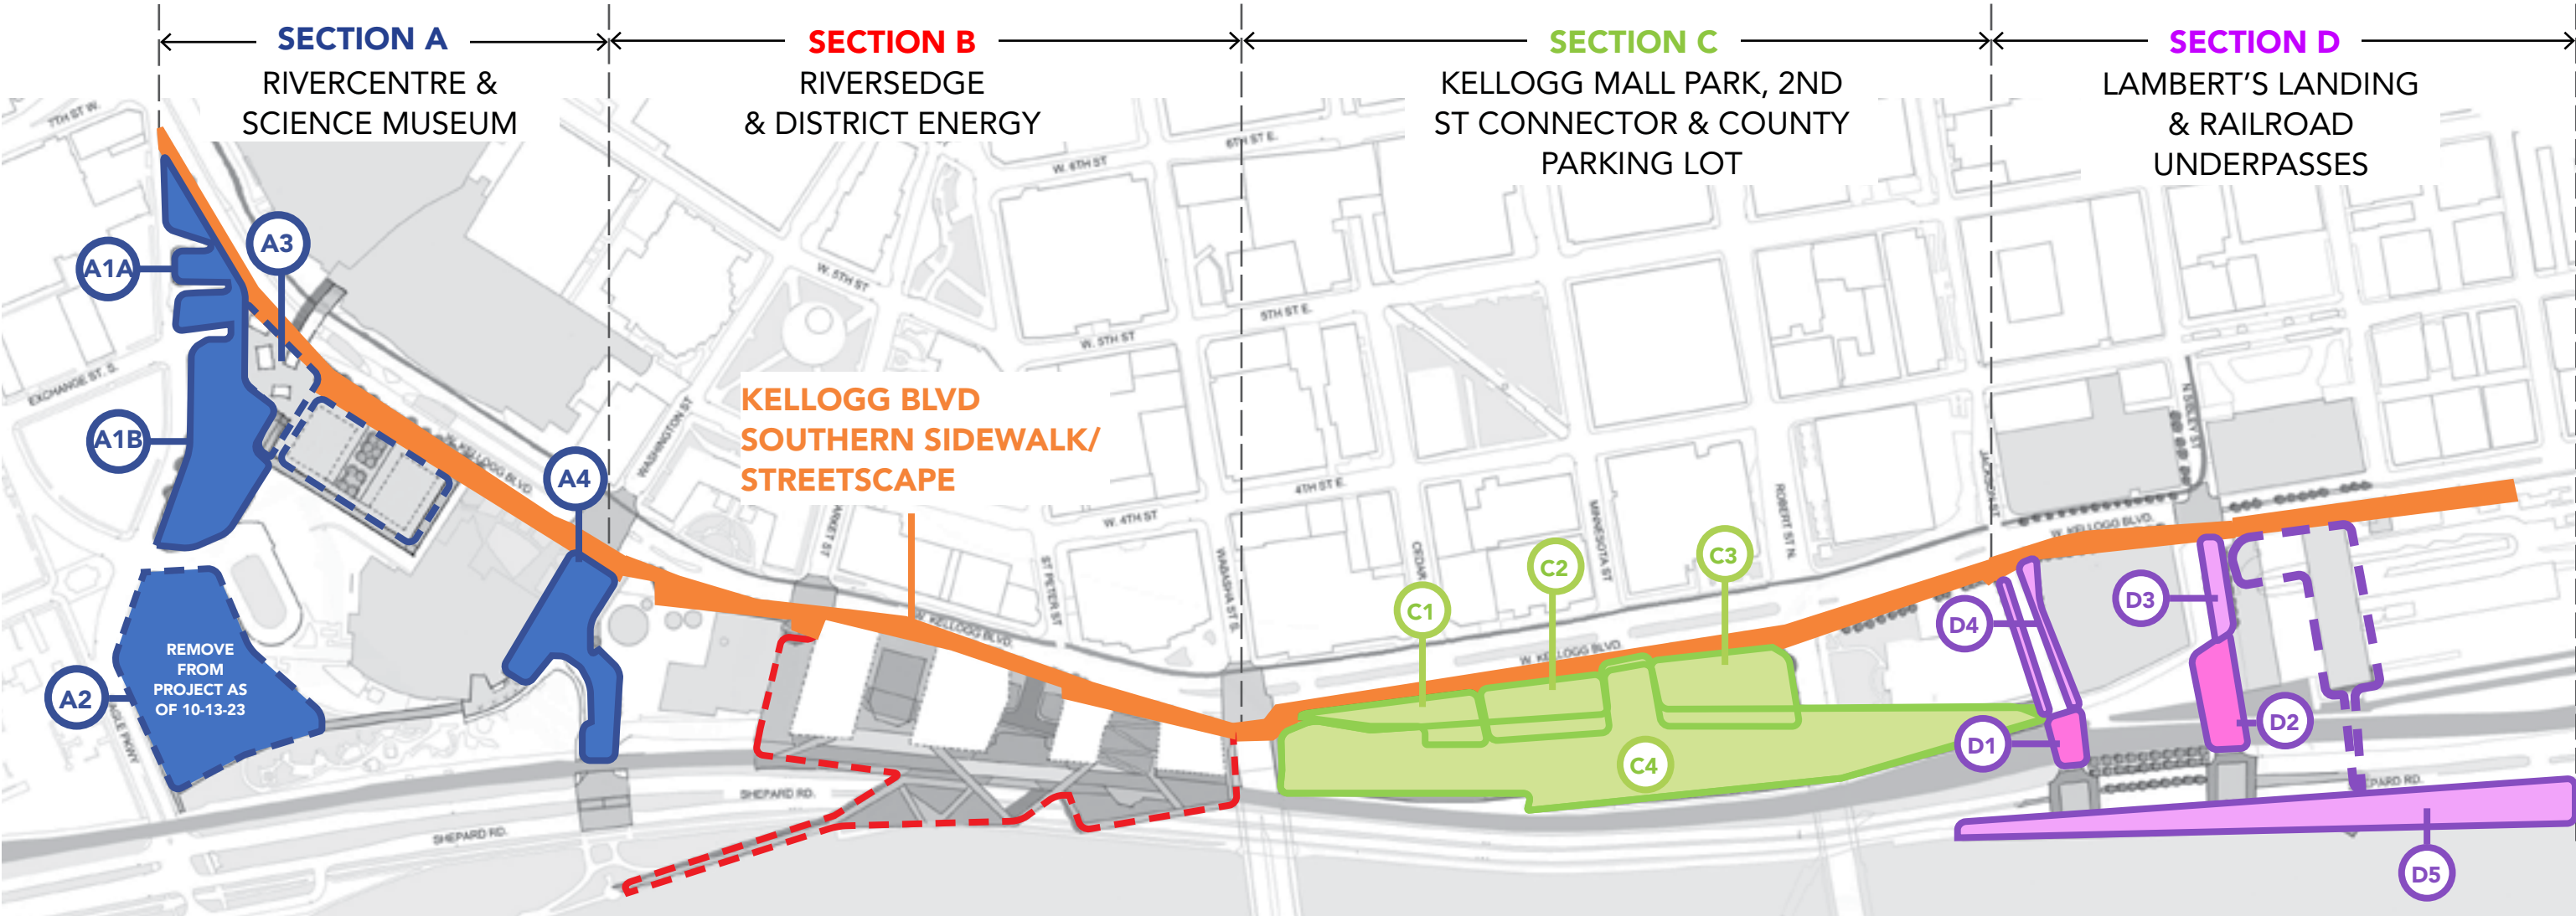 SECTION A
RIVERCENTRE &
SCIENCE MUSEUM
SECTION B
RIVERSEDGE
& DISTRICT ENERGY
SECTION C
KELLOGG MALL PARK, 2ND
ST CONNECTOR & COUNTY
PARKING LOT
SECTION D
LAMBERT’S LANDING
& RAILROAD
UNDERPASSES
7TH ST W.
W. 6TH ST
6TH ST E.
A3
A1A
W. 5TH ST
5TH ST E.
W. 5TH ST
EXCHANGE ST. S.
KELLOGG BLVD
SOUTHERN SIDEWALK/
STREETSCAPE
WASHINGTON ST
A1B
W. KELLOGG BLVD
A4
4TH ST E.
W. 4TH ST
ST PETER ST
WABASHA ST S
CEDAR
MINNESOTA ST
ROBERT ST N.
JACKSON ST
N SIBLEY ST
W. KELLOGG BLVD.
C1
C2
C3
W. KELLOGG BLVD.
W. KELLOGG BLVD
D3
D4
REMOVE
FROM
PROJECT AS
OF 10-13-23
A2
C4
D1
D2
SHEPARD RD.
SHEPARD RD.
PARD RD.
D5